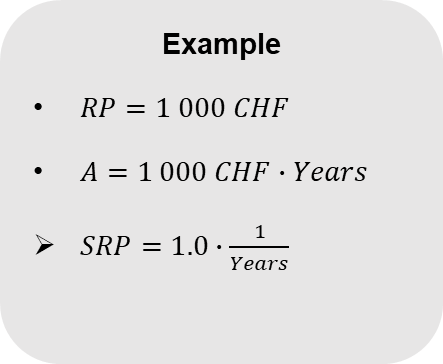 Example
• RP = 1 000 CHF
• A = 1 000 CHF · Years
➢ SRP = 1.0 · 1/Years